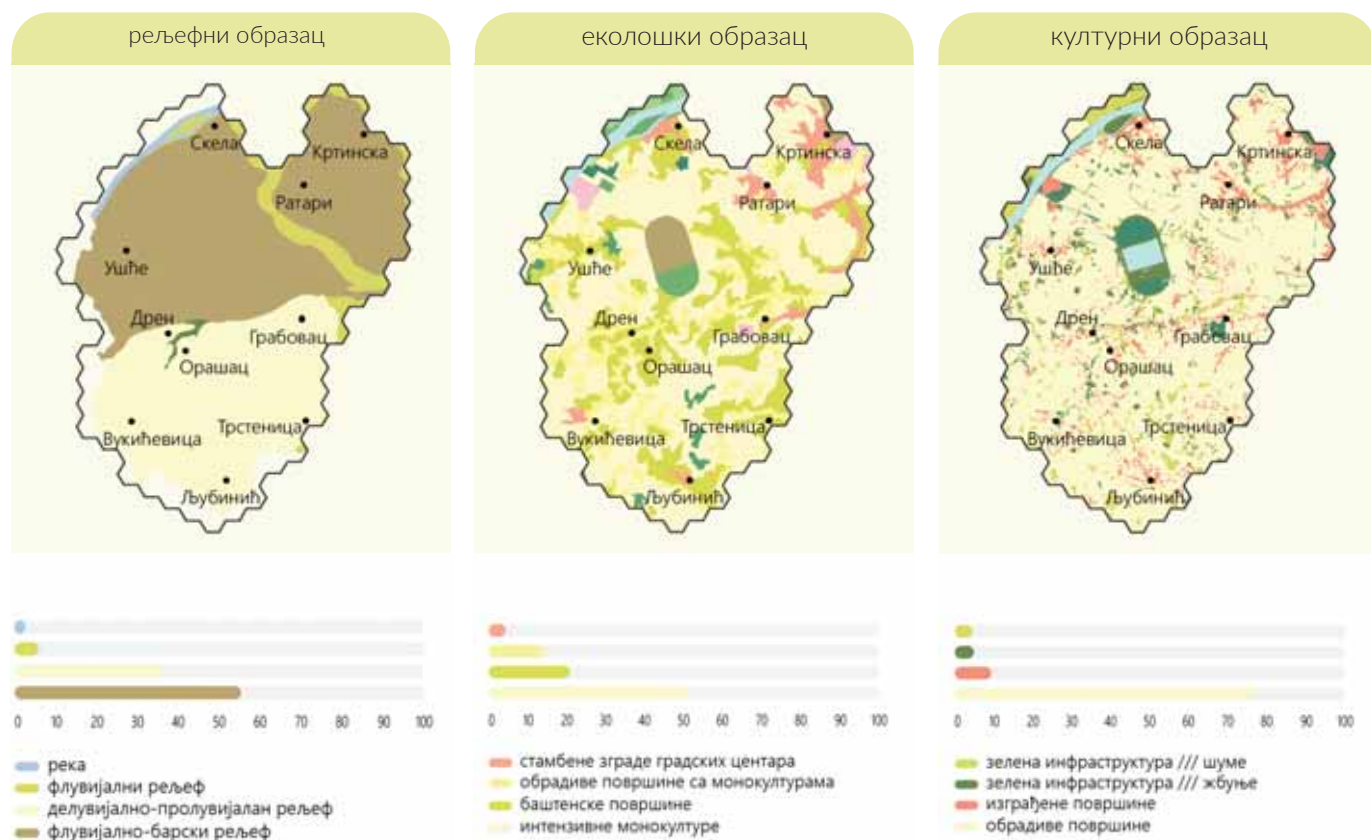 рељефни образац
Скела
Кртинска
Ратари
Ушће
Дрен
Грабовац
Орашац
Вукићевица
Трстеница
Љубинић
0 10 20 30 40 50 60 70 80 90 100
река
флувијални рељеф
делувијално-пролувијалан рељеф
флувијално-барски рељеф
еколошки образац
Скела
Кртинска
Ратари
Ушће
Дрен
Грабовац
Орашац
Вукићевица
Трстеница
Љубинић
0 10 20 30 40 50 60 70 80 90 100
стамбене зграде градских центара
обрадиве површине са монокултурама
баштенске површине
интензивне монокултуре
културни образац
Скела
Кртинска
Ратари
Ушће
Дрен
Грабовац
Орашац
Вукићевица
Трстеница
Љубинић
0 10 20 30 40 50 60 70 80 90 100
зелена инфраструктура /// шуме
зелена инфраструктура /// жбуње
изграђене површине
обрадиве површине